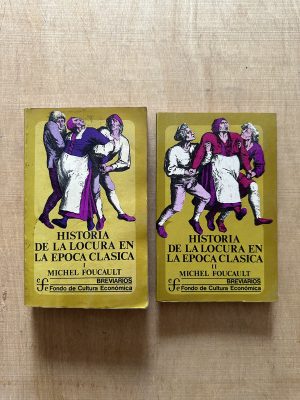 HISTORIA
DE LA LOCURA EN
LA EPOCA CLASICA
I
MICHEL FOUCAULT
BREVIARIOS
Fondo de Cultura Económica
HISTORIA
DE LA LOCURA EN
LA EPOCA CLASICA
II
MICHEL FOUCAULT
BREVIARIOS
Fondo de Cultura Económica